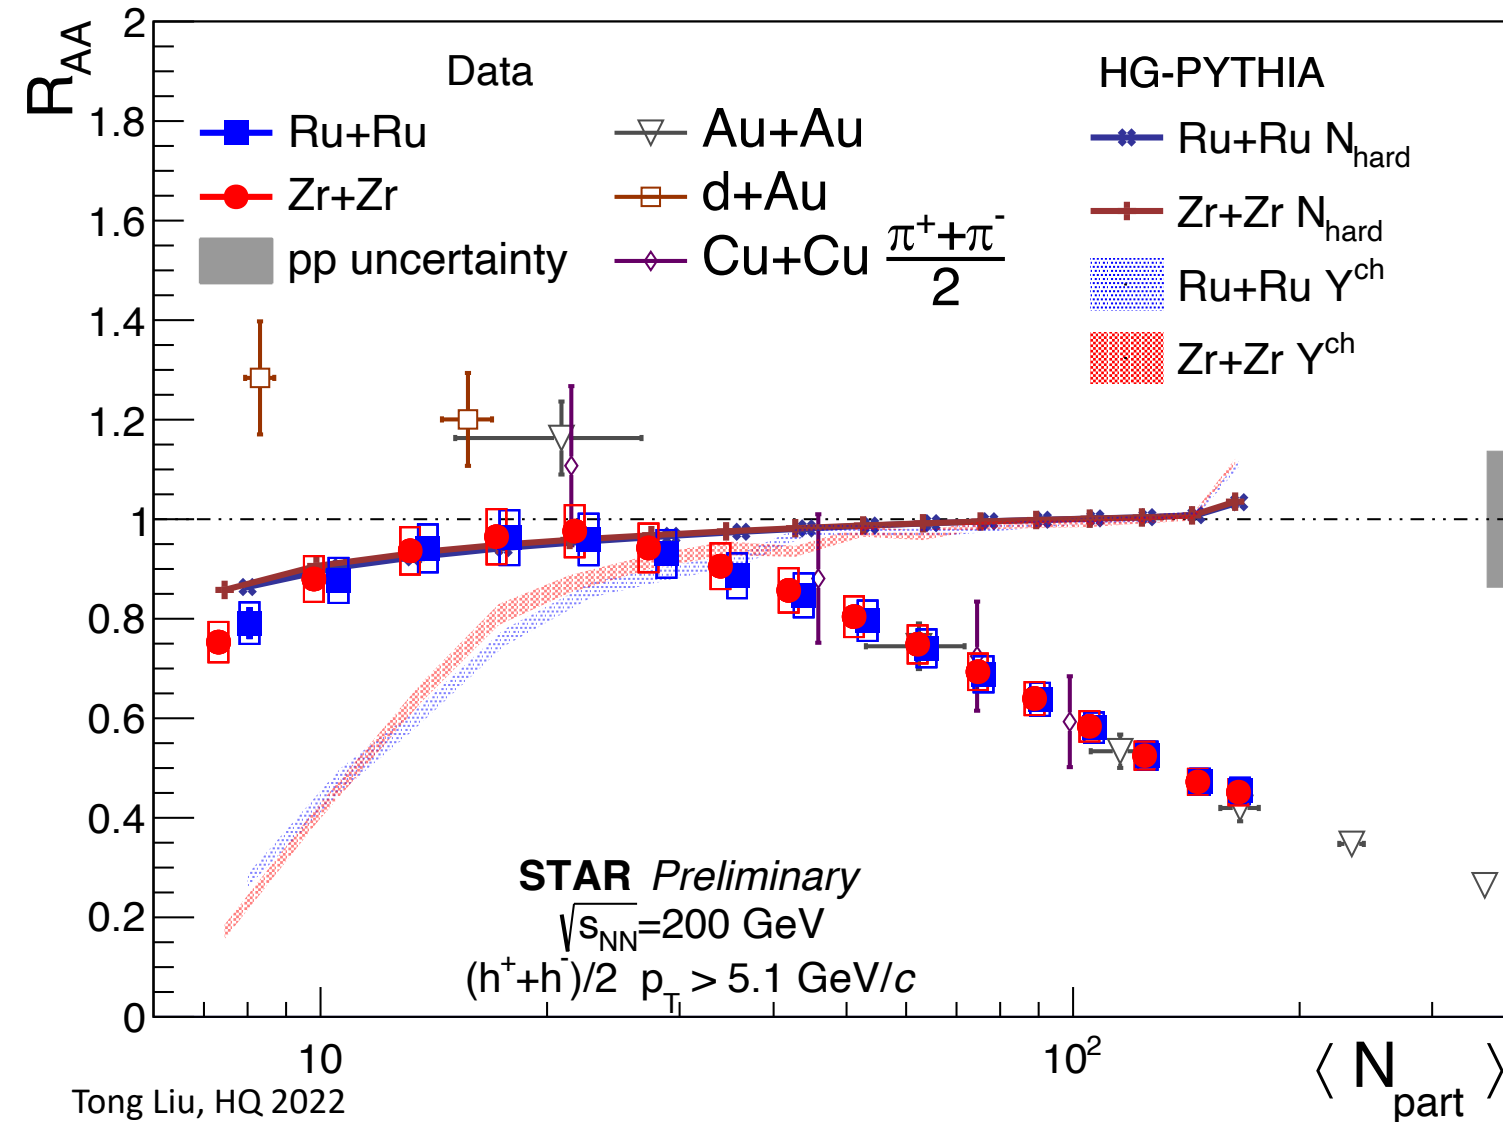 R_AA
2
1.8
1.6
1.4
1.2
1
0.8
0.6
0.4
0.2
0
Data
Ru+Ru
Zr+Zr
pp uncertainty
Au+Au
d+Au
Cu+Cu (π⁺+π⁻)/2
HG-PYTHIA
Ru+Ru N_hard
Zr+Zr N_hard
Ru+Ru Y^ch
Zr+Zr Y^ch
STAR Preliminary
√s_NN=200 GeV
(h⁺+h⁻)/2 p_T > 5.1 GeV/c
10
10²
⟨ N_part ⟩
Tong Liu, HQ 2022